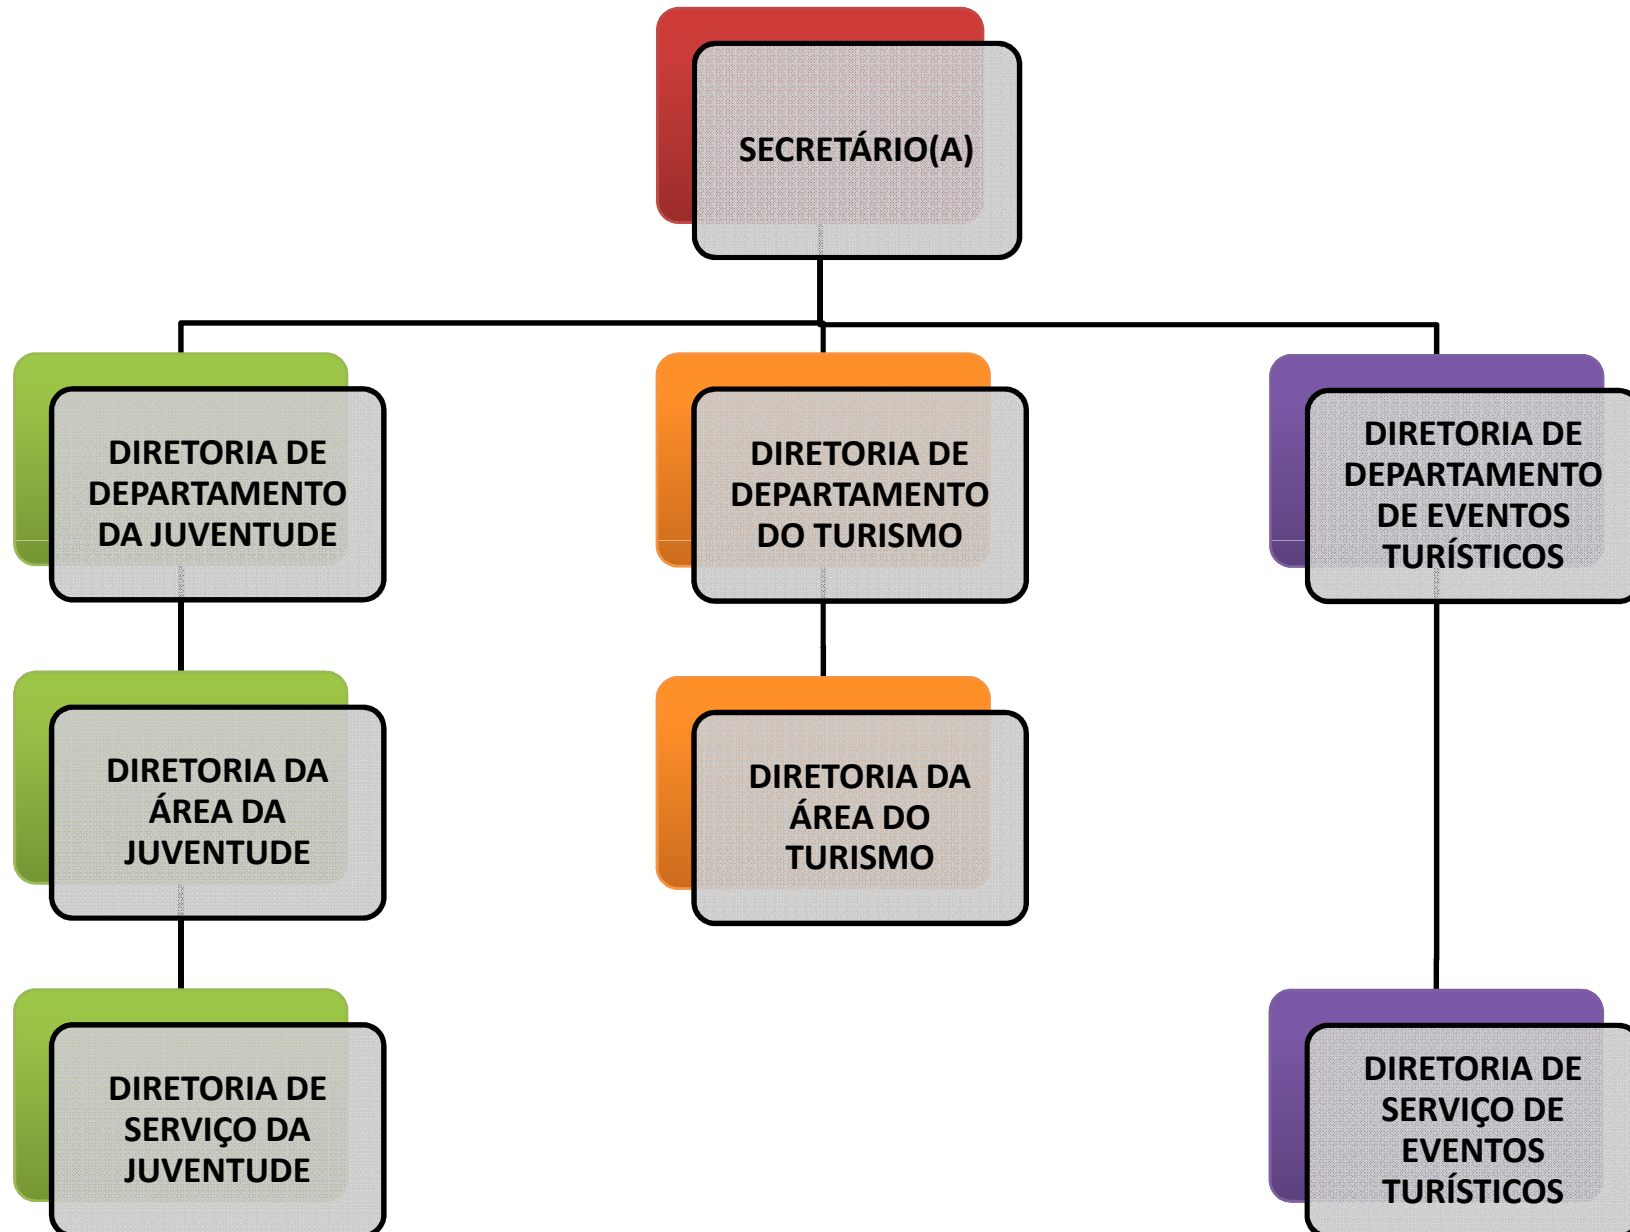 SECRETÁRIO(A)
DIRETORIA DE
DEPARTAMENTO
DA JUVENTUDE
DIRETORIA DE
DEPARTAMENTO
DO TURISMO
DIRETORIA DE
DEPARTAMENTO
DE EVENTOS
TURÍSTICOS
DIRETORIA DA
ÁREA DA
JUVENTUDE
DIRETORIA DA
ÁREA DO
TURISMO
DIRETORIA DE
SERVIÇO DA
JUVENTUDE
DIRETORIA DE
SERVIÇO DE
EVENTOS
TURÍSTICOS